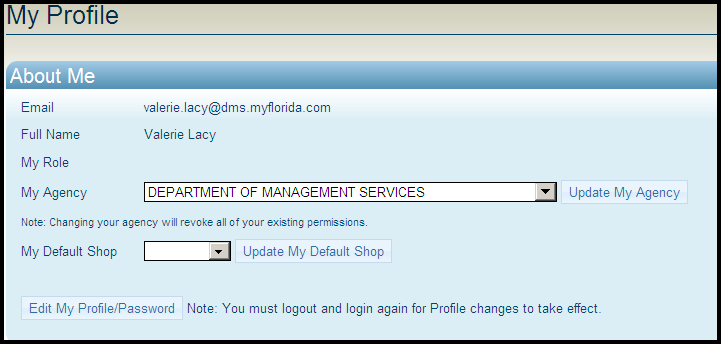 My Profile
About Me
Email valerie.lacy@dms.myflorida.com
Full Name Valerie Lacy
My Role
My Agency DEPARTMENT OF MANAGEMENT SERVICES Update My Agency
Note: Changing your agency will revoke all of your existing permissions.
My Default Shop Update My Default Shop
Edit My Profile/Password Note: You must logout and login again for Profile changes to take effect.